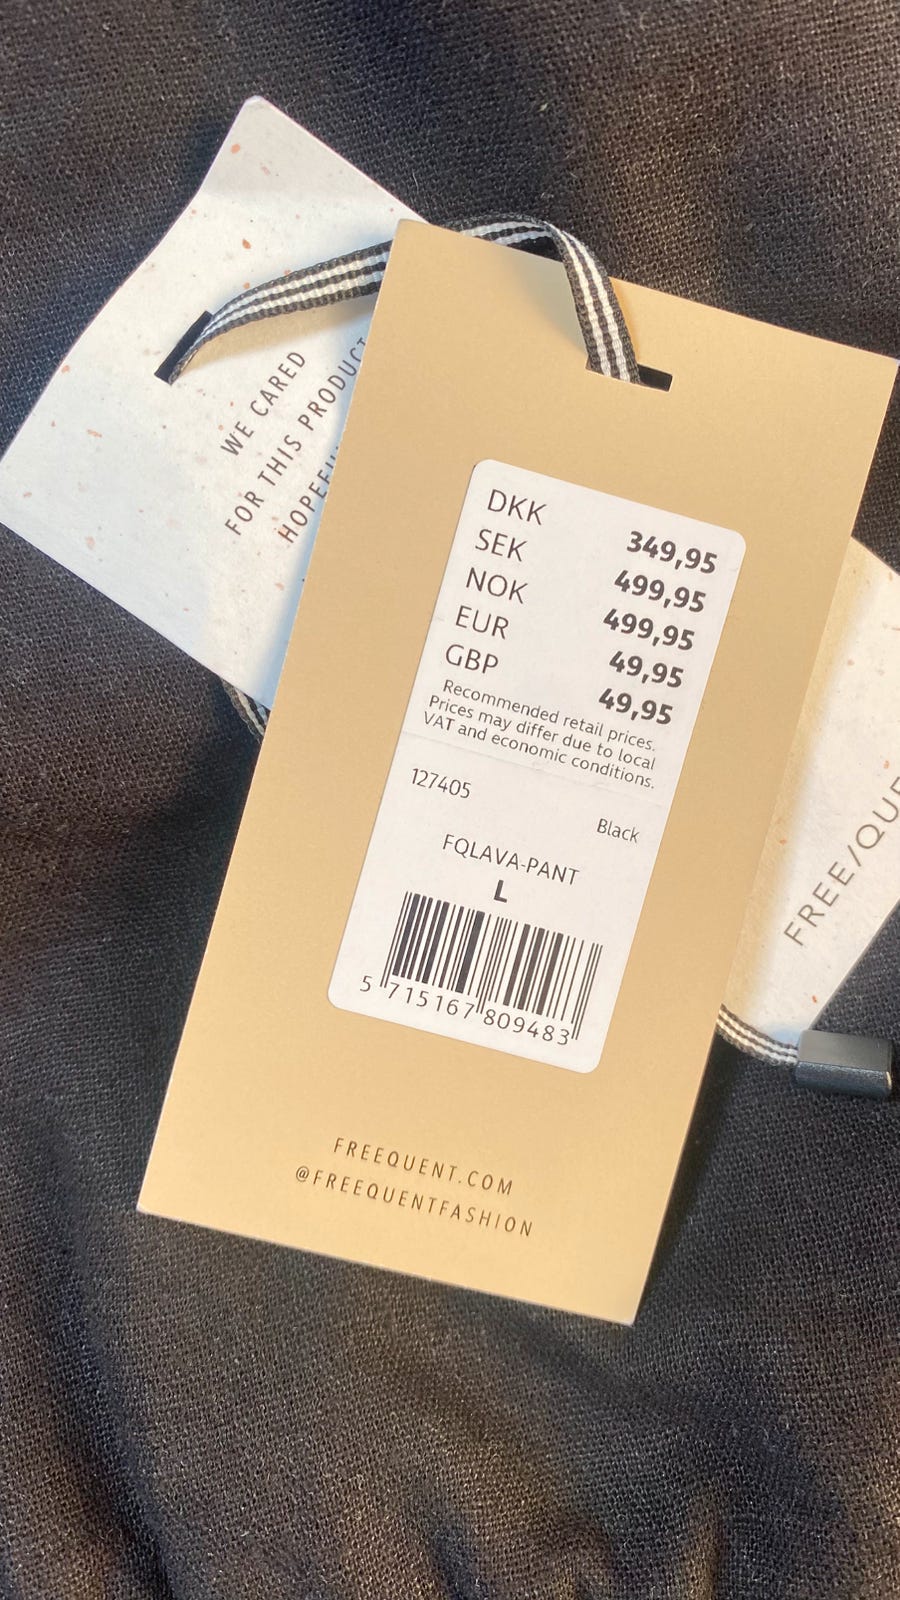 WE CARED
FOR THIS PRODUCT
DKK 349,95
SEK 499,95
NOK 499,95
EUR 49,95
GBP 49,95
Recommended retail prices.
Prices may differ due to local
VAT and economic conditions.
127405
Black
FQLAVA-PANT
L
5 715167 809483
FREEQUENT.COM
@FREEQUENTFASHION
FREE/QUE